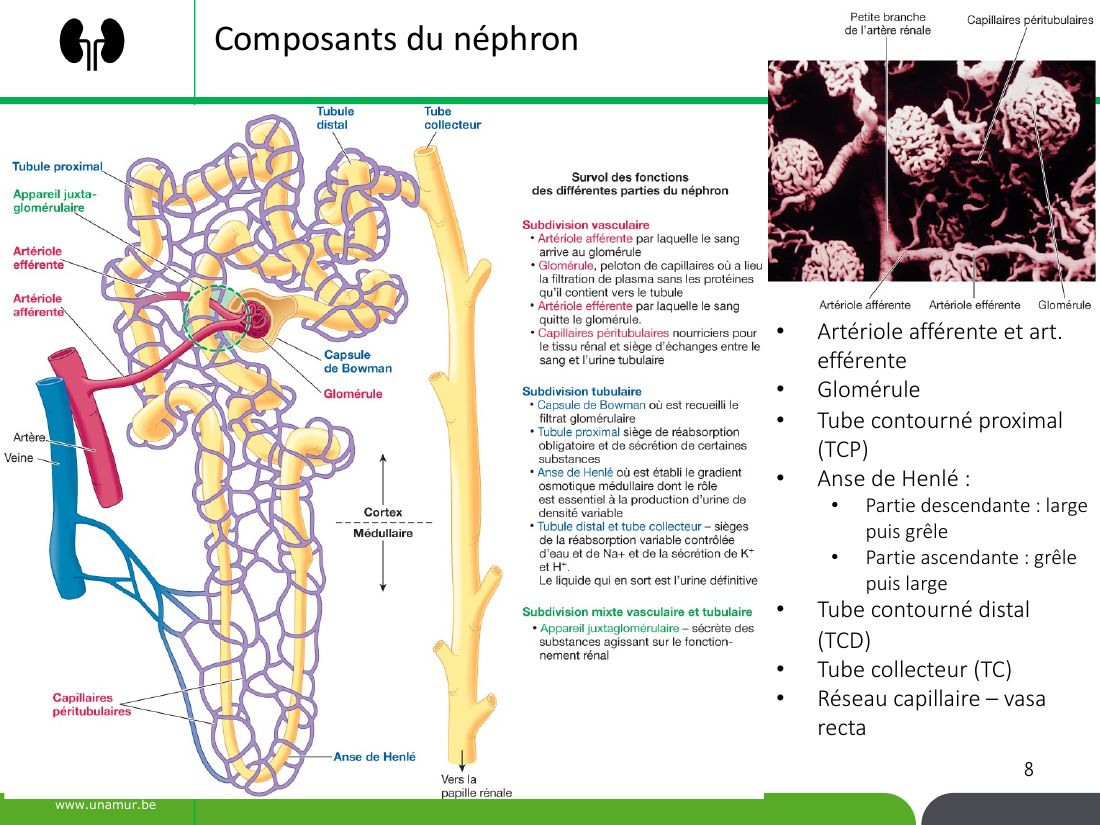 Composants du néphron
Petite branche
de l'artère rénale
Capillaires péritubulaires
Artériole afférente
Artériole efférente
Glomérule
Tubule
distal
Tube
collecteur
Tubule proximal
Appareil juxta-
glomérulaire
Artériole
efférente
Artériole
afférente
Capsule
de Bowman
Glomérule
Artère
Veine
Cortex
Médullaire
Capillaires
péritubulaires
Anse de Henlé
Vers la
papille rénale
Survol des fonctions
des différentes parties du néphron
Subdivision vasculaire
• Artériole afférente par laquelle le sang
arrive au glomérule
• Glomérule, peloton de capillaires où a lieu
la filtration de plasma sans les protéines
qu'il contient vers le tubule
• Artériole efférente par laquelle le sang
quitte le glomérule.
• Capillaires péritubulaires nourriciers pour
le tissu rénal et siège d'échanges entre le
sang et l'urine tubulaire
Subdivision tubulaire
• Capsule de Bowman où est recueilli le
filtrat glomérulaire
• Tubule proximal siège de réabsorption
obligatoire et de sécrétion de certaines
substances
• Anse de Henlé où est établi le gradient
osmotique médullaire dont le rôle
est essentiel à la production d'urine de
densité variable
• Tubule distal et tube collecteur – sièges
de la réabsorption variable contrôlée
d'eau et de Na+ et de la sécrétion de K⁺
et H⁺.
Le liquide qui en sort est l'urine définitive
Subdivision mixte vasculaire et tubulaire
• Appareil juxtaglomérulaire – sécrète des
substances agissant sur le fonction-
nement rénal
• Artériole afférente et art.
efférente
• Glomérule
• Tube contourné proximal
(TCP)
• Anse de Henlé :
• Partie descendante : large
puis grêle
• Partie ascendante : grêle
puis large
• Tube contourné distal
(TCD)
• Tube collecteur (TC)
• Réseau capillaire – vasa
recta
8
www.unamur.be